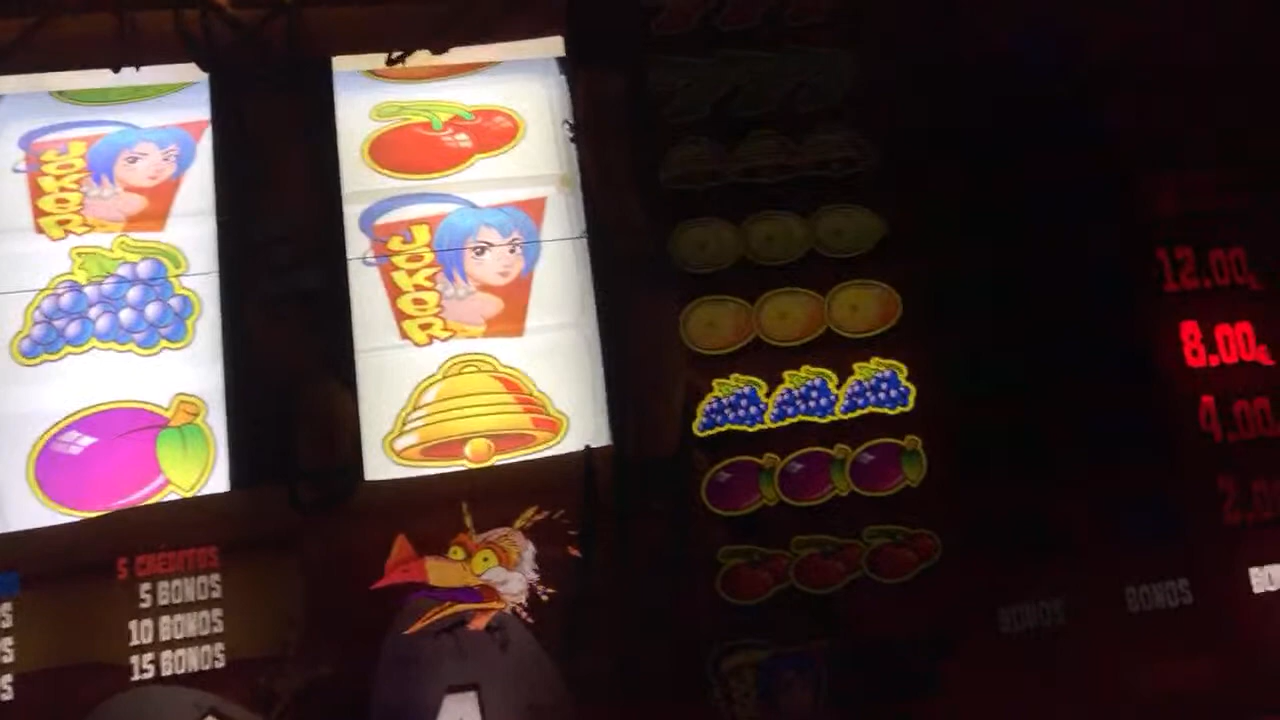 JOKER
JOKER
12.00€
8.00€
4.00
2.0
5 CRÉDITOS
5 BONOS
10 BONOS
15 BONOS
BONOS
BONOS